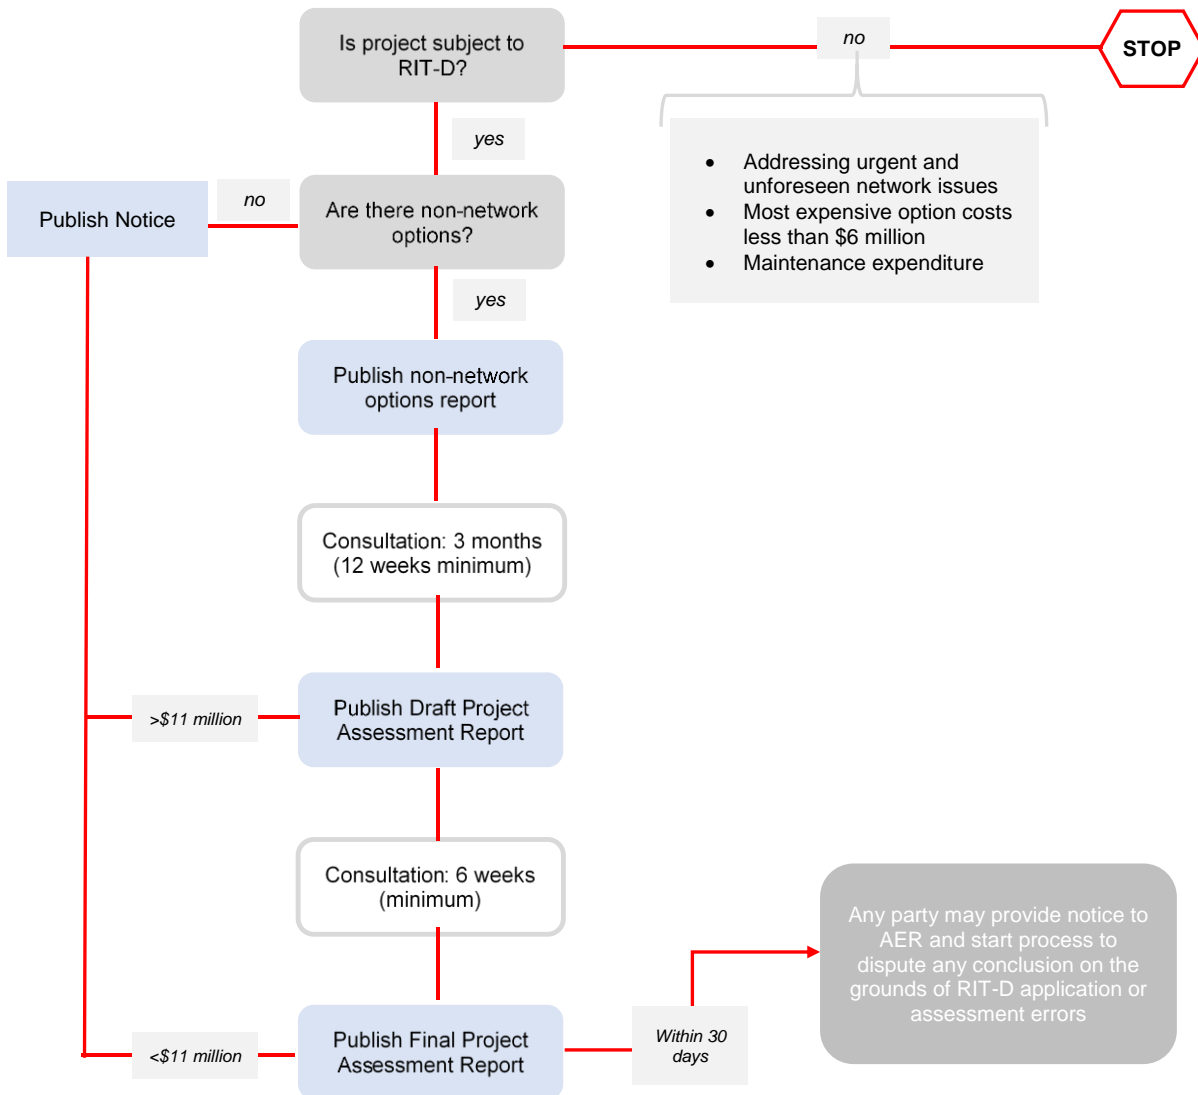 Is project subject to
RIT-D?
no
STOP
yes
• Addressing urgent and
unforeseen network issues
• Most expensive option costs
less than $6 million
• Maintenance expenditure
Publish Notice
no
Are there non-network
options?
yes
Publish non-network
options report
Consultation: 3 months
(12 weeks minimum)
>$11 million
Publish Draft Project
Assessment Report
Consultation: 6 weeks
(minimum)
Any party may provide notice to
AER and start process to
dispute any conclusion on the
grounds of RIT-D application or
assessment errors
<$11 million
Publish Final Project
Assessment Report
Within 30
days